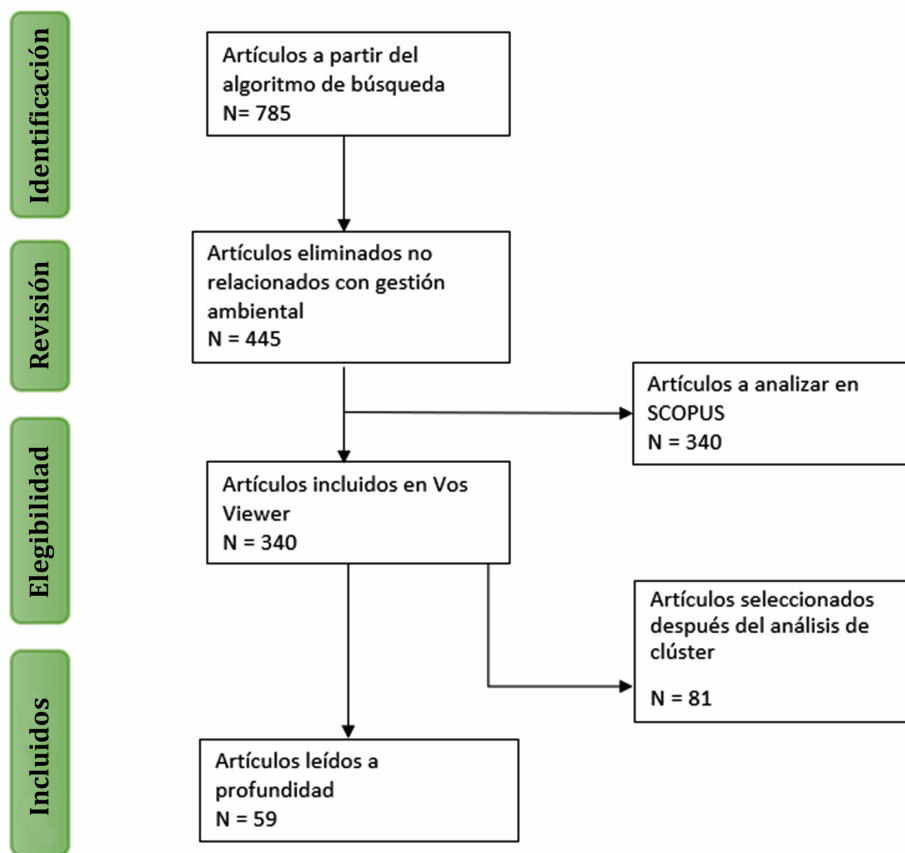 Identificación
Artículos a partir del
algoritmo de búsqueda
N= 785
Revisión
Artículos eliminados no
relacionados con gestión
ambiental
N = 445
Artículos a analizar en
SCOPUS
N = 340
Elegibilidad
Artículos incluidos en Vos
Viewer
N = 340
Artículos seleccionados
después del análisis de
clúster
N = 81
Incluidos
Artículos leídos a
profundidad
N = 59